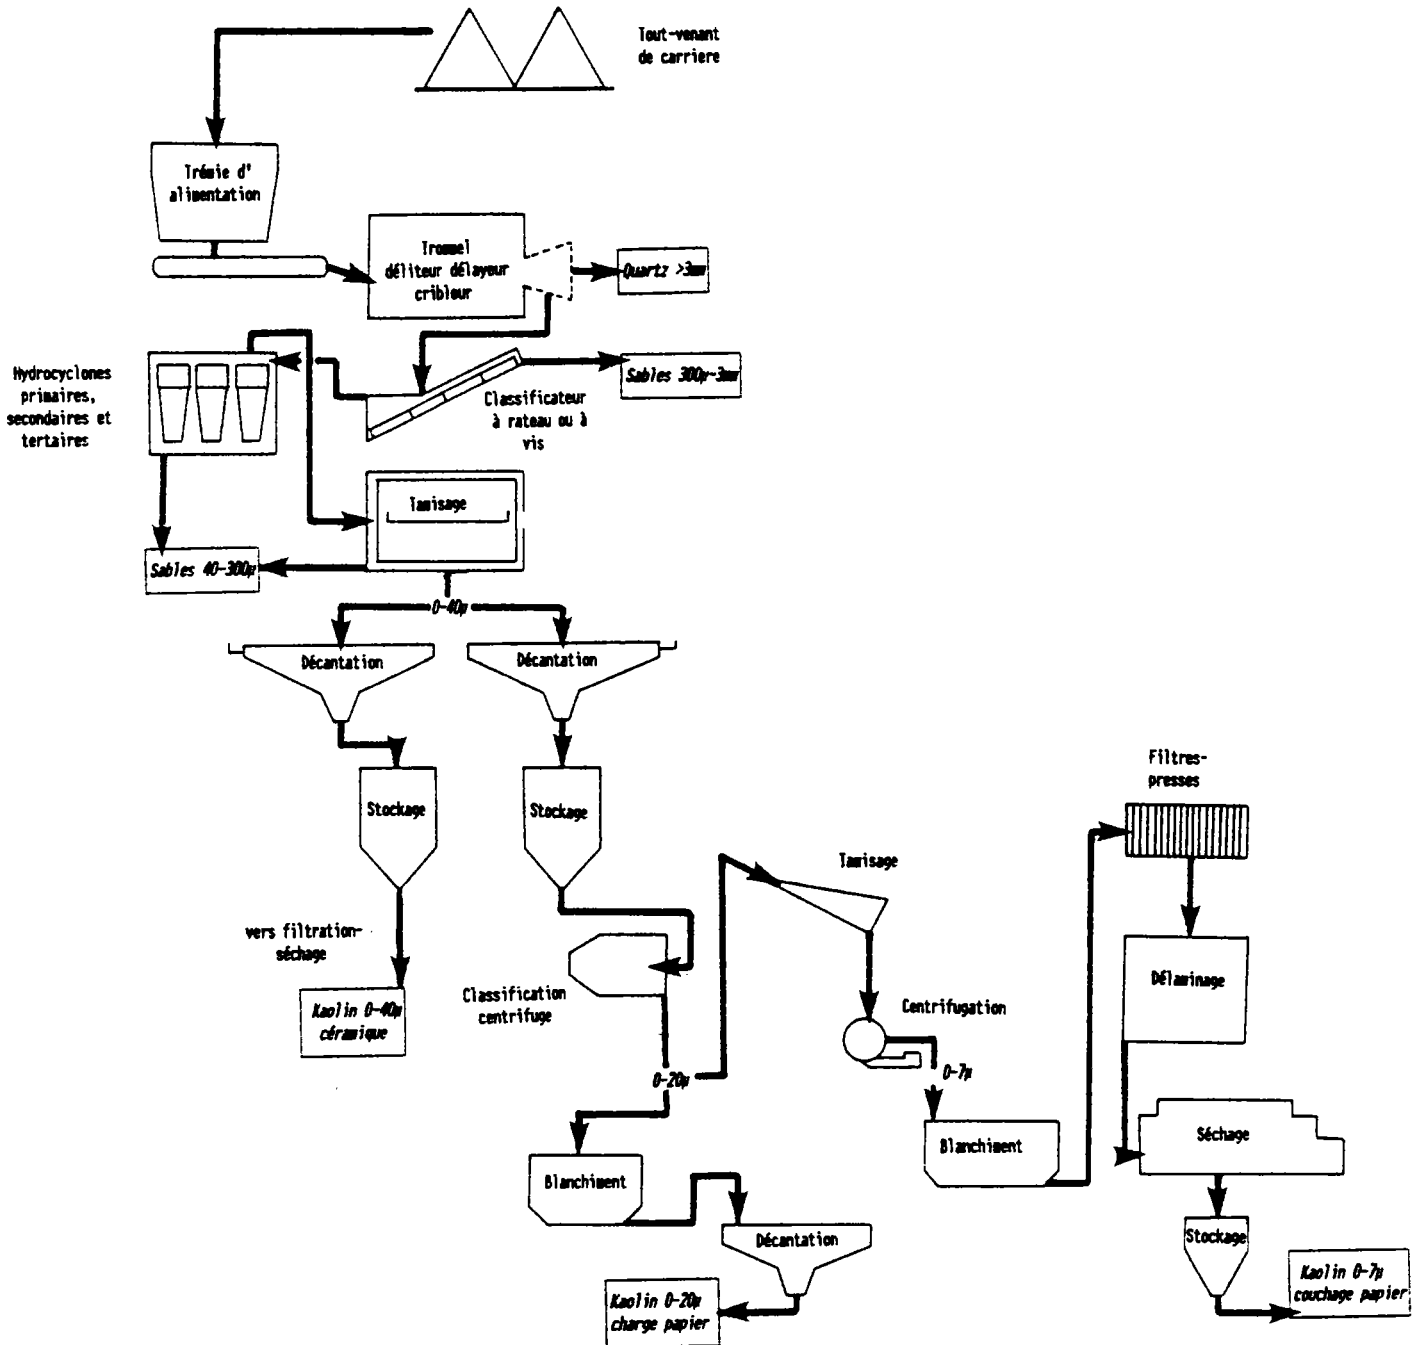 Tout-venant
de carriere
Trémie d'
alimentation
Trommel
déliteur délayeur
cribleur
Quartz >3mm
Hydrocyclones
primaires,
secondaires et
tertaires
Sables 300µ~3mm
Classificateur
à rateau ou à
vis
Tamisage
Sables 40-300µ
0-40µ
Décantation
Décantation
Stockage
Stockage
Filtres-
presses
Tamisage
vers filtration-
séchage
Classification
centrifuge
Kaolin 0-40µ
céramique
Délaminage
Centrifugation
0-20µ
0-7µ
Blanchiment
Séchage
Blanchiment
Décantation
Stockage
Kaolin 0-20µ
charge papier
Kaolin 0-7µ
couchage papier